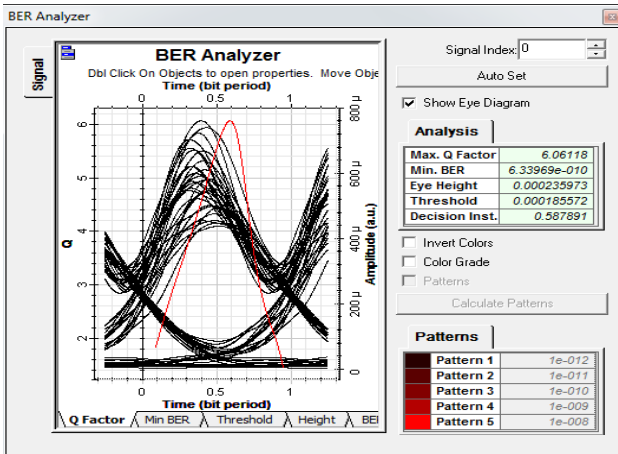 BER Analyzer
Signal
BER Analyzer
Dbl Click On Objects to open properties. Move Obje
Time (bit period)
0 0.5 1
6
5
4
3
2
Q
800 µ
600 µ
400 µ
200 µ
0
Amplitude (a.u.)
0 0.5 1
Time (bit period)
Q Factor Min BER Threshold Height BEI
Signal Index: 0
Auto Set
Show Eye Diagram
Analysis
Max. Q Factor 6.06118
Min. BER 6.33969e-010
Eye Height 0.000235973
Threshold 0.000185572
Decision Inst. 0.587891
Invert Colors
Color Grade
Patterns
Calculate Patterns
Patterns
Pattern 1 1e-012
Pattern 2 1e-011
Pattern 3 1e-010
Pattern 4 1e-009
Pattern 5 1e-008